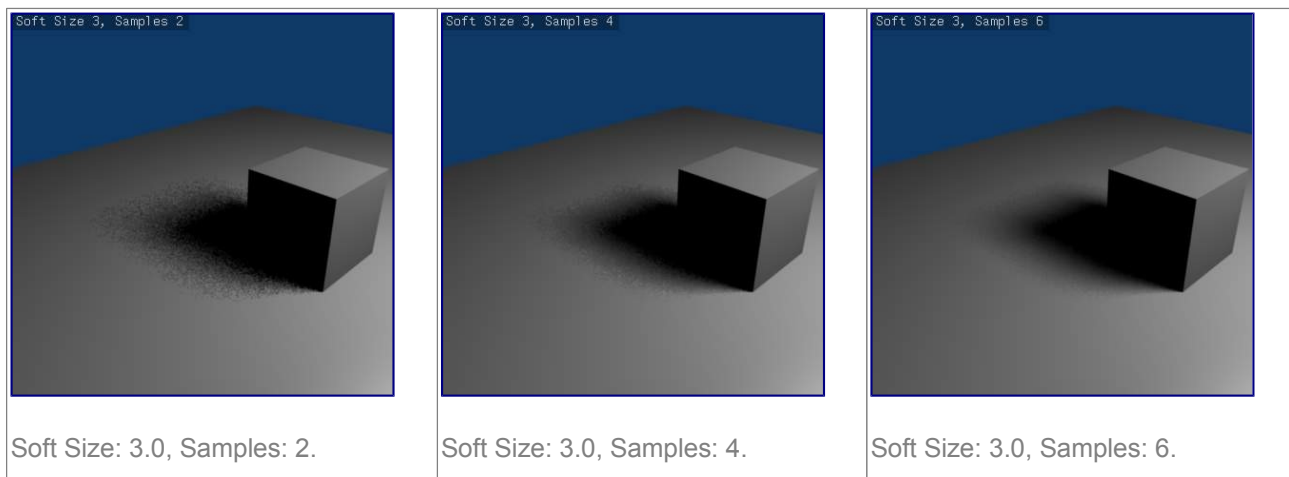 Soft Size 3, Samples 2
Soft Size 3, Samples 4
Soft Size 3, Samples 6
Soft Size: 3.0, Samples: 2.
Soft Size: 3.0, Samples: 4.
Soft Size: 3.0, Samples: 6.